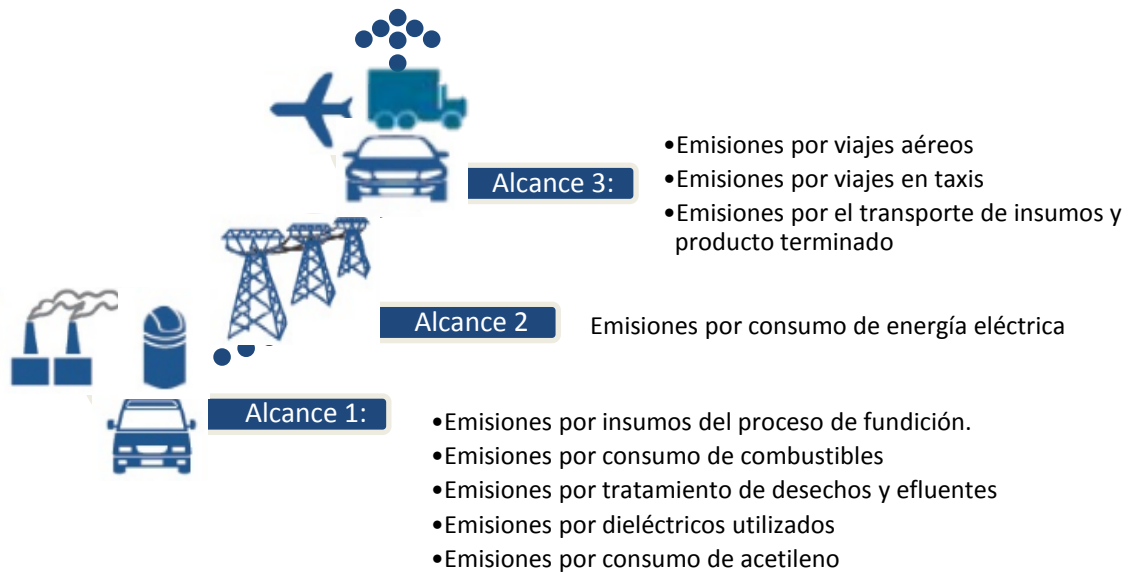 Alcance 3:
•Emisiones por viajes aéreos
•Emisiones por viajes en taxis
•Emisiones por el transporte de insumos y
producto terminado
Alcance 2
Emisiones por consumo de energía eléctrica
Alcance 1:
•Emisiones por insumos del proceso de fundición.
•Emisiones por consumo de combustibles
•Emisiones por tratamiento de desechos y efluentes
•Emisiones por dieléctricos utilizados
•Emisiones por consumo de acetileno